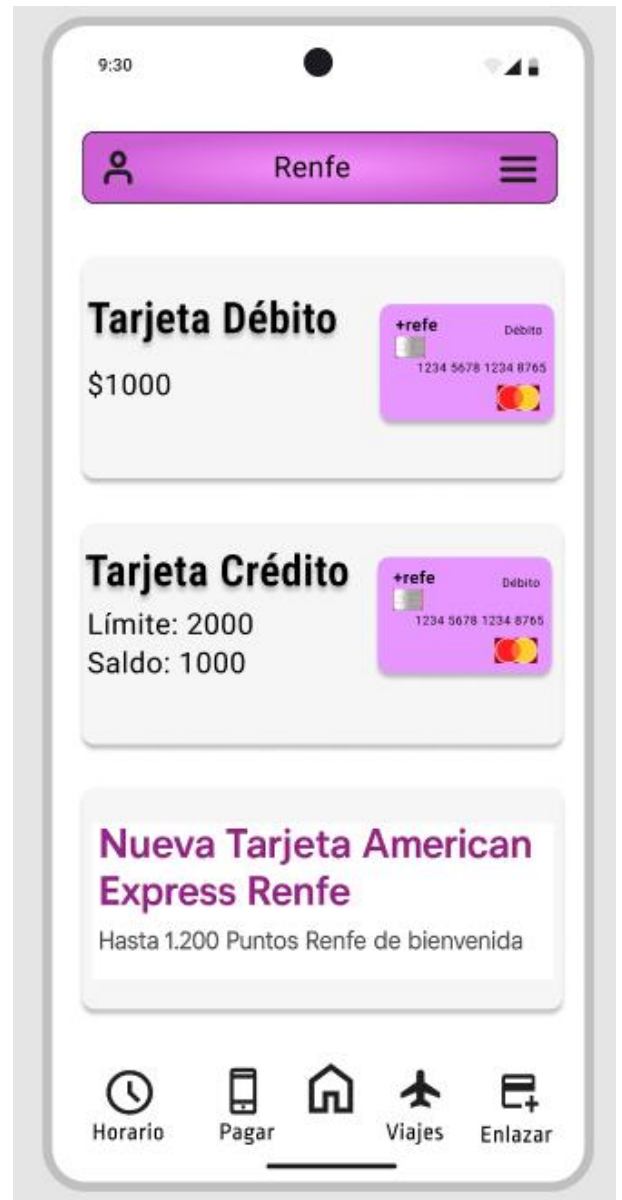 9:30
Renfe
Tarjeta Débito
$1000
+refe
Débito
1234 5678 1234 8765
Tarjeta Crédito
Límite: 2000
Saldo: 1000
+refe
Débito
1234 5678 1234 8765
Nueva Tarjeta American
Express Renfe
Hasta 1.200 Puntos Renfe de bienvenida
Horario
Pagar
Viajes
Enlazar